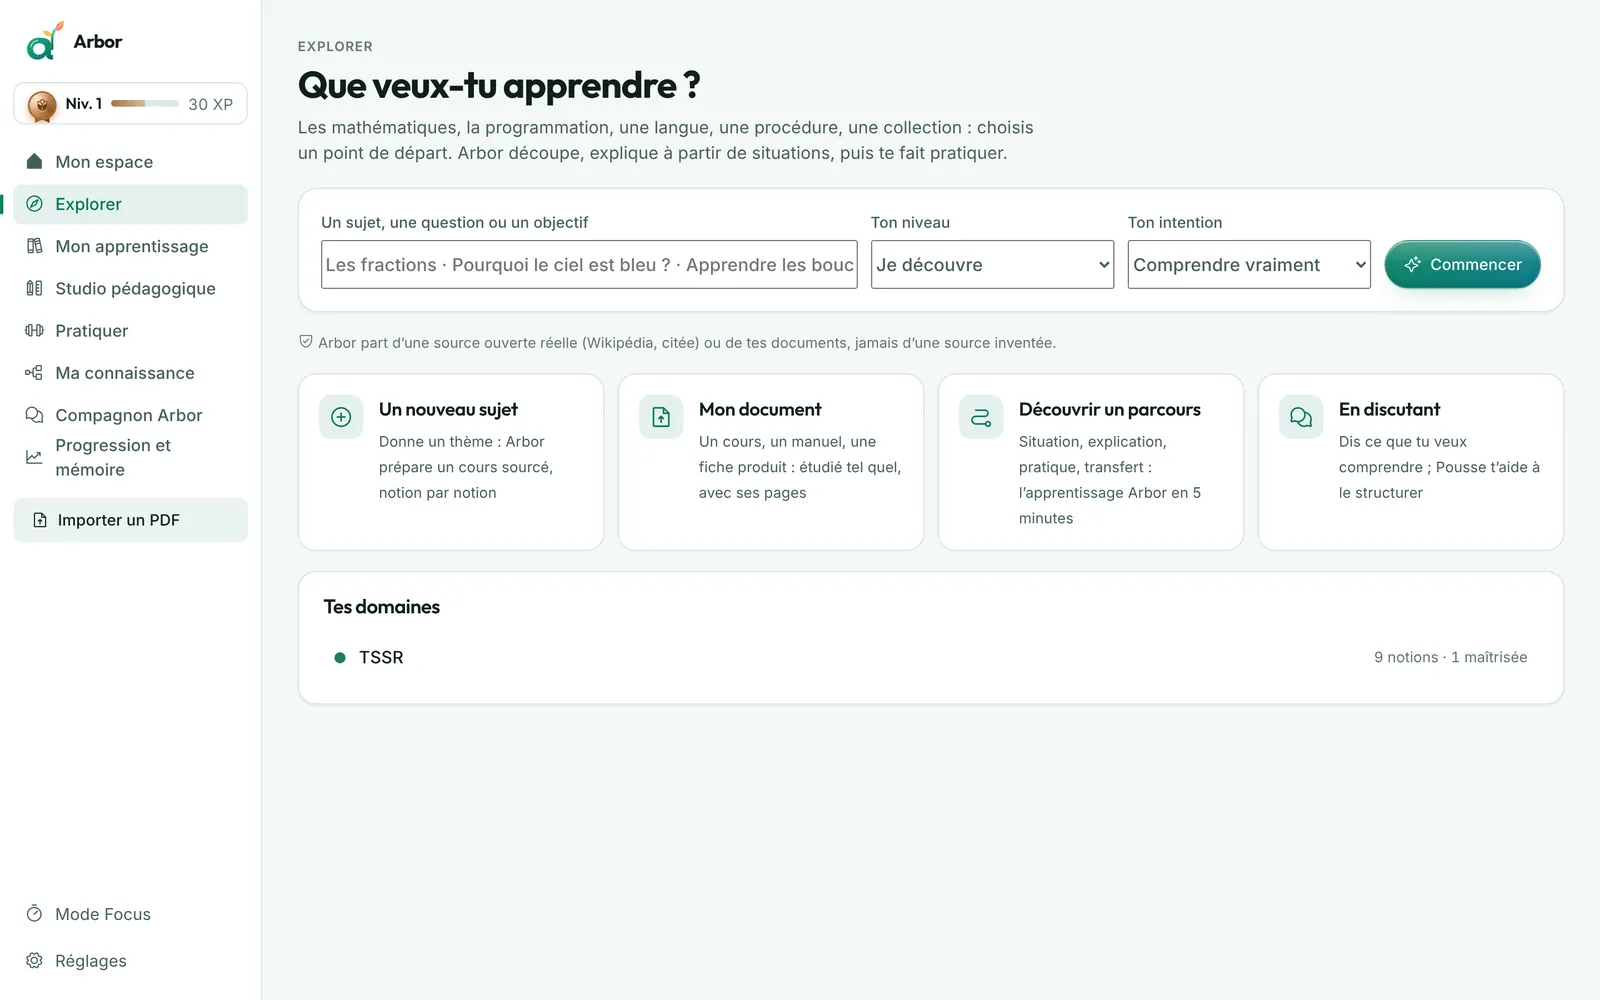 Arbor
Niv. 1 30 XP
Mon espace
Explorer
Mon apprentissage
Studio pédagogique
Pratiquer
Ma connaissance
Compagnon Arbor
Progression et
mémoire
Importer un PDF
Mode Focus
Réglages
EXPLORER
Que veux-tu apprendre ?
Les mathématiques, la programmation, une langue, une procédure, une collection : choisis
un point de départ. Arbor découpe, explique à partir de situations, puis te fait pratiquer.
Un sujet, une question ou un objectif
Les fractions · Pourquoi le ciel est bleu ? · Apprendre les bouc
Ton niveau
Je découvre
Ton intention
Comprendre vraiment
Commencer
Arbor part d’une source ouverte réelle (Wikipédia, citée) ou de tes documents, jamais d’une source inventée.
Un nouveau sujet
Donne un thème : Arbor
prépare un cours sourcé,
notion par notion
Mon document
Un cours, un manuel, une
fiche produit : étudié tel quel,
avec ses pages
Découvrir un parcours
Situation, explication,
pratique, transfert :
l’apprentissage Arbor en 5
minutes
En discutant
Dis ce que tu veux
comprendre ; Pousse t’aide à
le structurer
Tes domaines
TSSR
9 notions · 1 maîtrisée